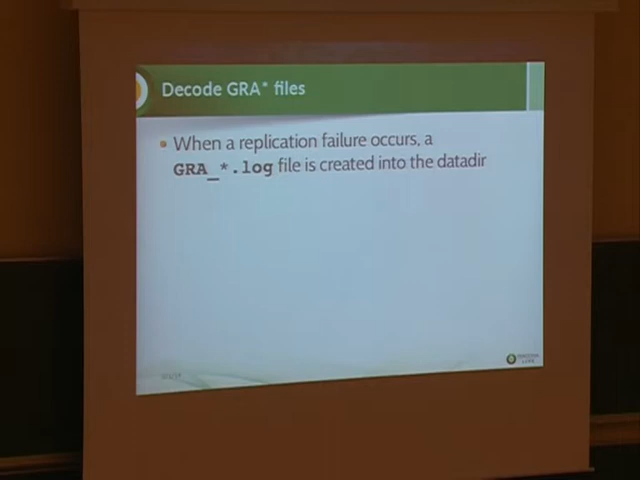 Decode GRA* files
When a replication failure occurs, a
GRA_*.log file is created into the datadir